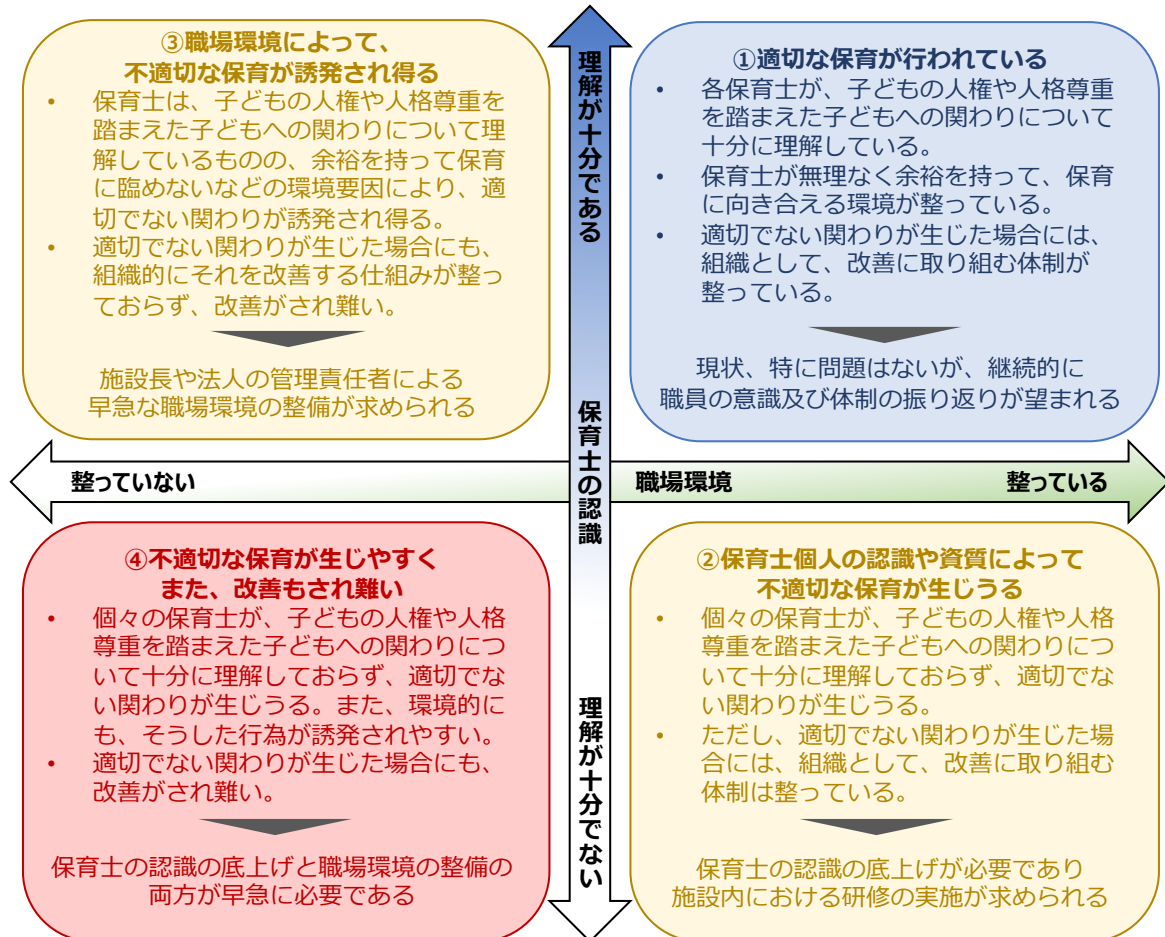 ③職場環境によって、
不適切な保育が誘発され得る
• 保育士は、子どもの人権や人格尊重を
踏まえた子どもへの関わりについて理
解しているものの、余裕を持って保育
に臨めないなどの環境要因により、適
切でない関わりが誘発され得る。
• 適切でない関わりが生じた場合にも、
組織的にそれを改善する仕組みが整っ
ておらず、改善がされ難い。
施設長や法人の管理責任者による
早急な職場環境の整備が求められる
理解が十分である
①適切な保育が行われている
• 各保育士が、子どもの人権や人格尊重
を踏まえた子どもへの関わりについて
十分に理解している。
• 保育士が無理なく余裕を持って、保育
に向き合える環境が整っている。
• 適切でない関わりが生じた場合には、
組織として、改善に取り組む体制が
整っている。
現状、特に問題はないが、継続的に
職員の意識及び体制の振り返りが望まれる
整っていない
保育士の認識
職場環境
整っている
④不適切な保育が生じやすく
また、改善もされ難い
• 個々の保育士が、子どもの人権や人格
尊重を踏まえた子どもへの関わりにつ
いて十分に理解しておらず、適切でな
い関わりが生じうる。また、環境的に
も、そうした行為が誘発されやすい。
• 適切でない関わりが生じた場合にも、
改善がされ難い。
保育士の認識の底上げと職場環境の整備の
両方が早急に必要である
理解が十分でない
②保育士個人の認識や資質によって
不適切な保育が生じうる
• 個々の保育士が、子どもの人権や人格
尊重を踏まえた子どもへの関わりにつ
いて十分に理解しておらず、適切でな
い関わりが生じうる。
• ただし、適切でない関わりが生じた場
合には、組織として、改善に取り組む
体制は整っている。
保育士の認識の底上げが必要であり
施設内における研修の実施が求められる